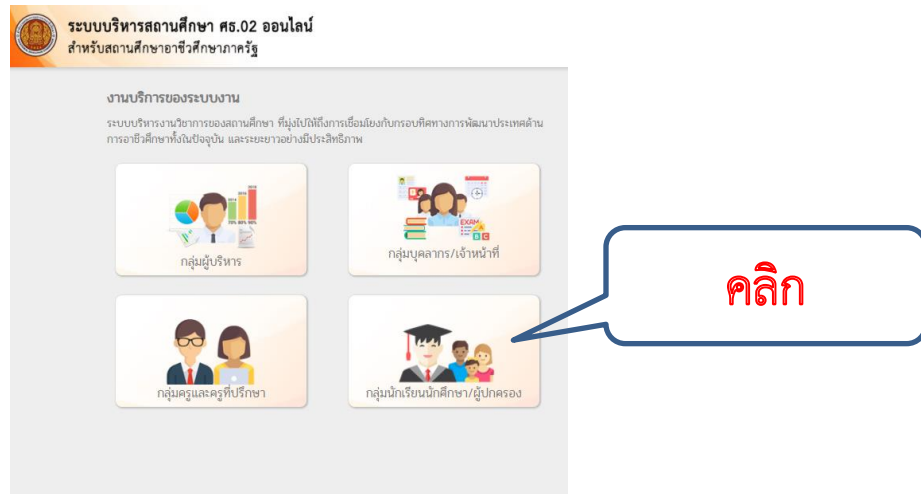 ระบบบริหารสถานศึกษา ศธ.02 ออนไลน์
สำหรับสถานศึกษาอาชีวศึกษาภาครัฐ
งานบริการของระบบงาน
ระบบบริหารงานวิชาการของสถานศึกษา ที่มุ่งไปให้ถึงการเชื่อมโยงกับกรอบทิศทางการพัฒนาประเทศด้าน
การอาชีวศึกษาทั้งในปัจจุบัน และระยะยาวอย่างมีประสิทธิภาพ
กลุ่มผู้บริหาร
EXAM
กลุ่มบุคลากร/เจ้าหน้าที่
คลิก
กลุ่มครูและครูที่ปรึกษา
กลุ่มนักเรียนนักศึกษา/ผู้ปกครอง